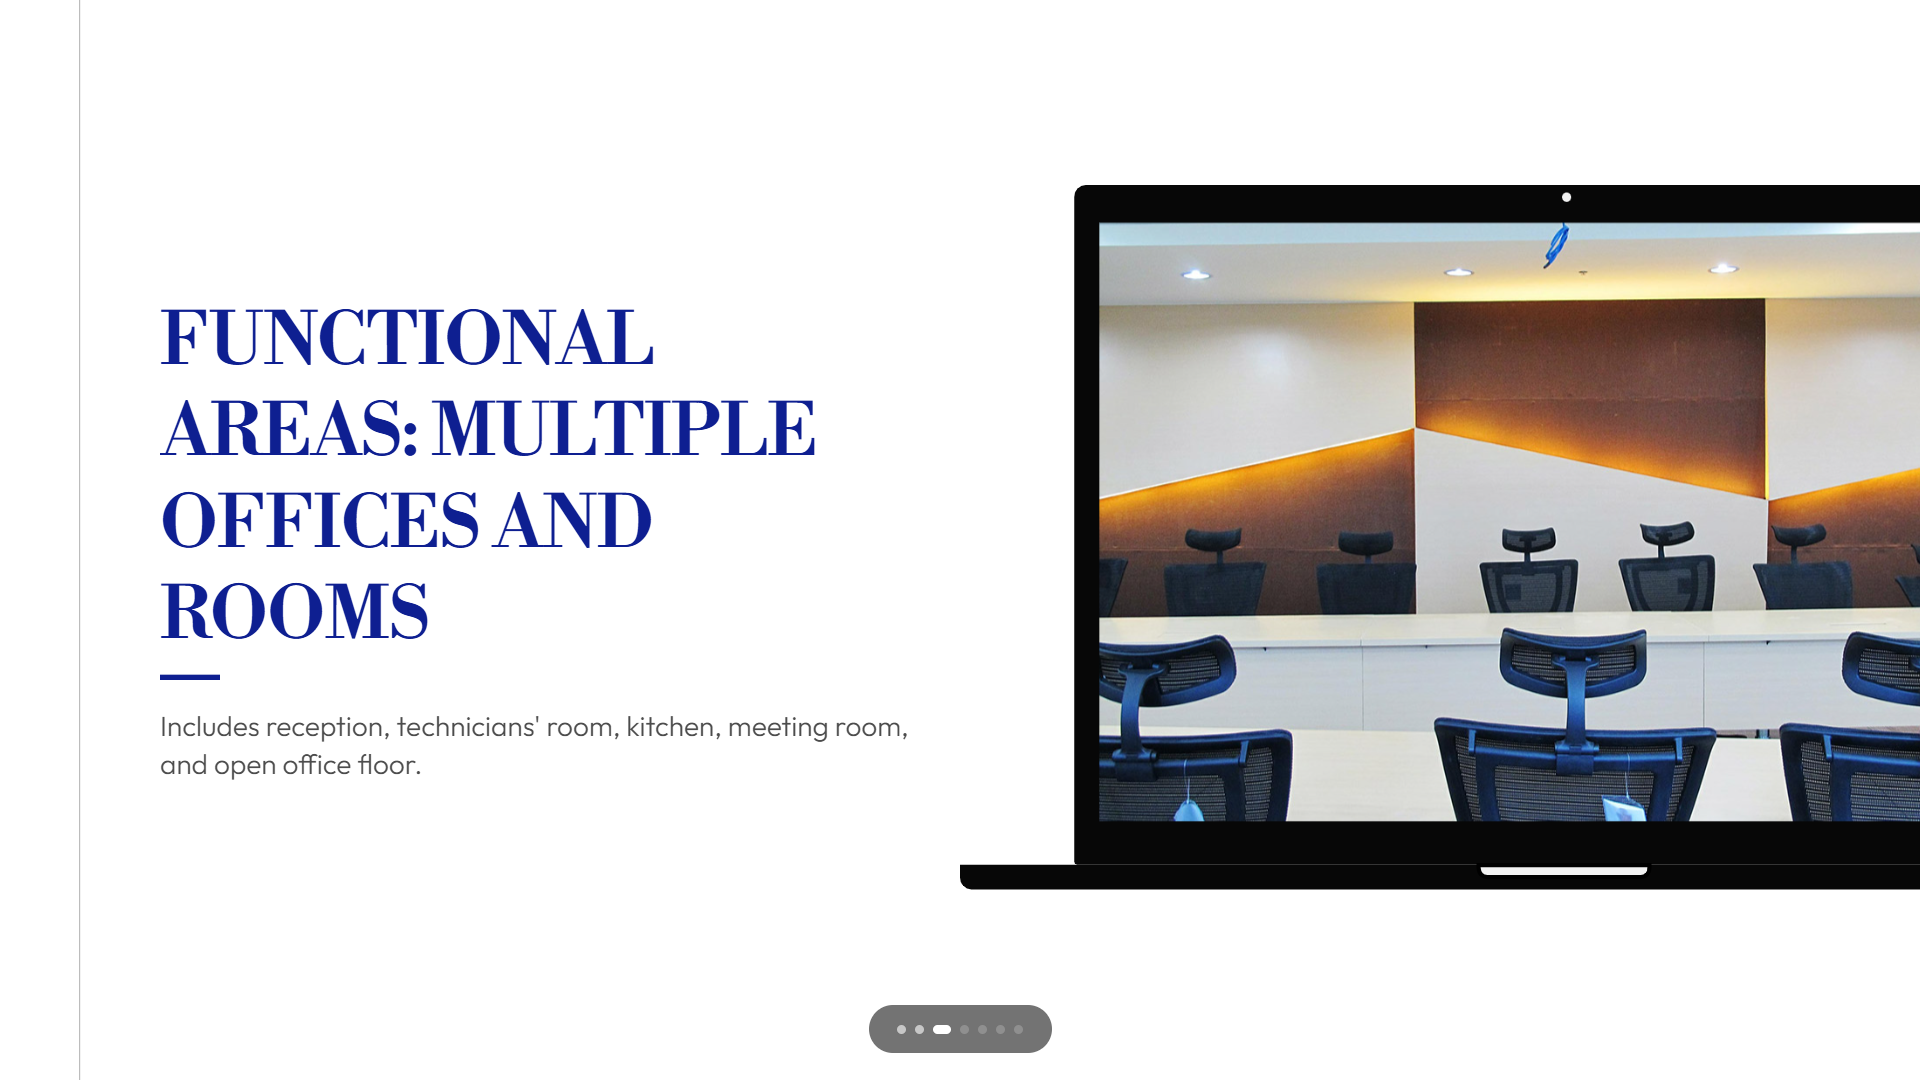 FUNCTIONAL
AREAS: MULTIPLE
OFFICES AND
ROOMS
Includes reception, technicians' room, kitchen, meeting room,
and open office floor.